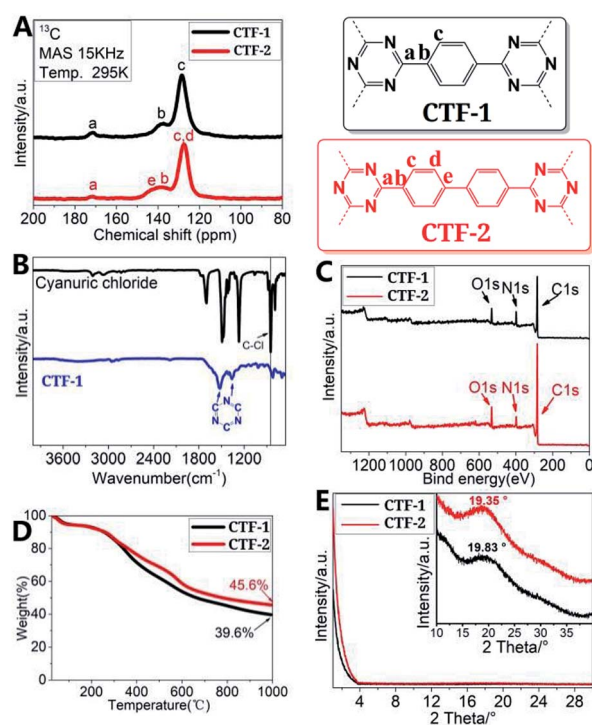 A
13C
MAS 15KHz
Temp. 295K
CTF-1
CTF-2
a
b
c
a
e
b
c,d
Intensity/a.u.
200 180 160 140 120 100 80
Chemical shift (ppm)
N
N
N
a
b
c
N
N
N
CTF-1
N
N
N
a
b
c
d
e
N
N
N
CTF-2
B
Cyanuric chloride
C-Cl
CTF-1
C
N
C
N
C
N
Intensity/a.u.
3600 3000 2400 1800 1200
Wavenumber(cm-1)
C
CTF-1
CTF-2
O1s
N1s
C1s
O1s
N1s
C1s
Intensity/a.u.
1200 1000 800 600 400 200 0
Bind energy(eV)
D
CTF-1
CTF-2
45.6%
39.6%
Weight(%)
100
80
60
40
20
0
200 400 600 800 1000
Temperature(℃)
E
CTF-1
CTF-2
19.35 °
19.83 °
Intensity/a.u.
10 15 20 25 30 35
2 Theta/°
Intensity/a.u.
4 8 12 16 20 24 28
2 Theta/°